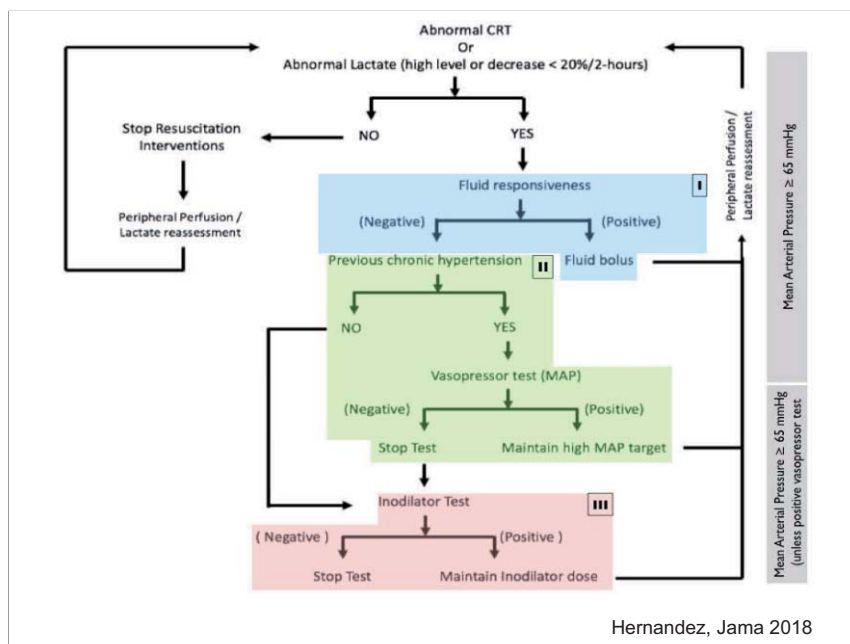 Abnormal CRT
Or
Abnormal Lactate (high level or decrease < 20%/2-hours)
NO
YES
Stop Resuscitation
Interventions
Peripheral Perfusion /
Lactate reassessment
Fluid responsiveness
I
(Negative)
(Positive)
Previous chronic hypertension
II
Fluid bolus
NO
YES
Vasopressor test (MAP)
(Negative)
(Positive)
Stop Test
Maintain high MAP target
Inodilator Test
III
( Negative )
(Positive )
Stop Test
Maintain Inodilator dose
Peripheral Perfusion /
Lactate reassessment
Mean Arterial Pressure ≥ 65 mmHg
Mean Arterial Pressure ≥ 65 mmHg
(unless positive vasopressor test
Hernandez, Jama 2018